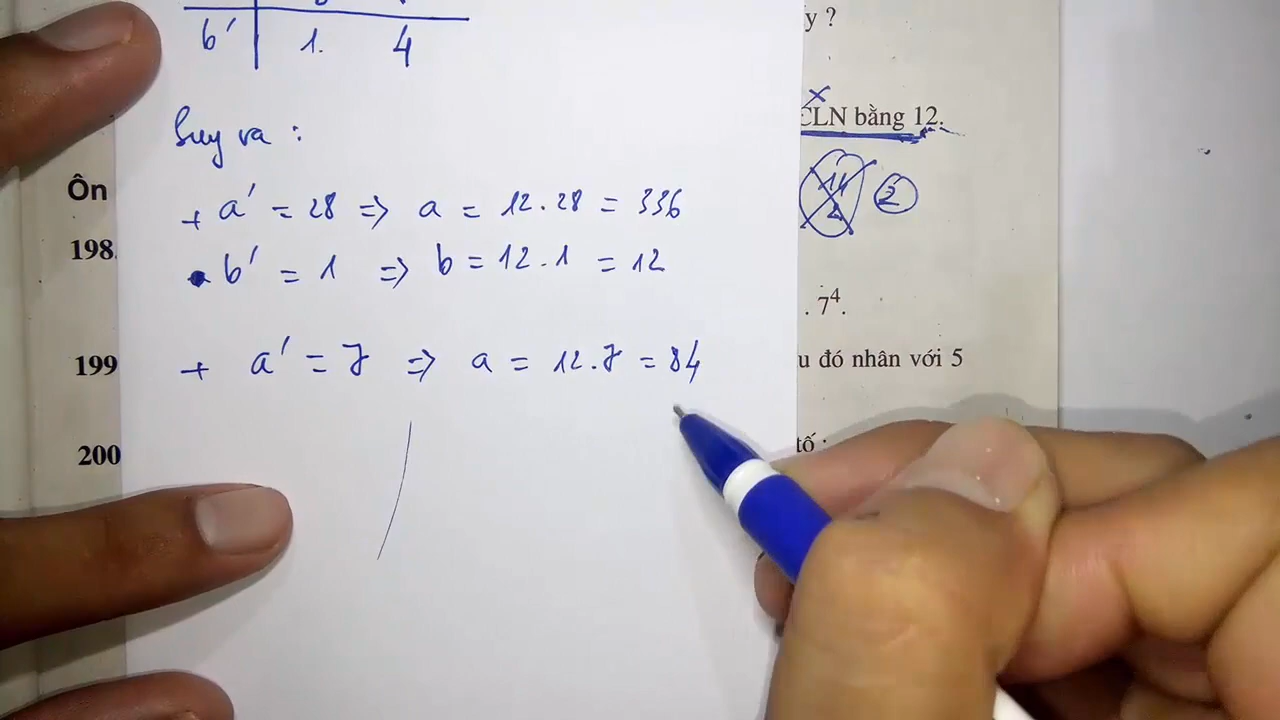 b' 1. 4
Suy ra :
+ a' = 28 => a = 12.28 = 336
b' = 1 => b = 12.1 = 12
+ a' = 7 => a = 12.7 = 84
y ?
CLN bằng 12.
2
. 7⁴.
u đó nhân với 5
tố :
Ôn
198.
199
200